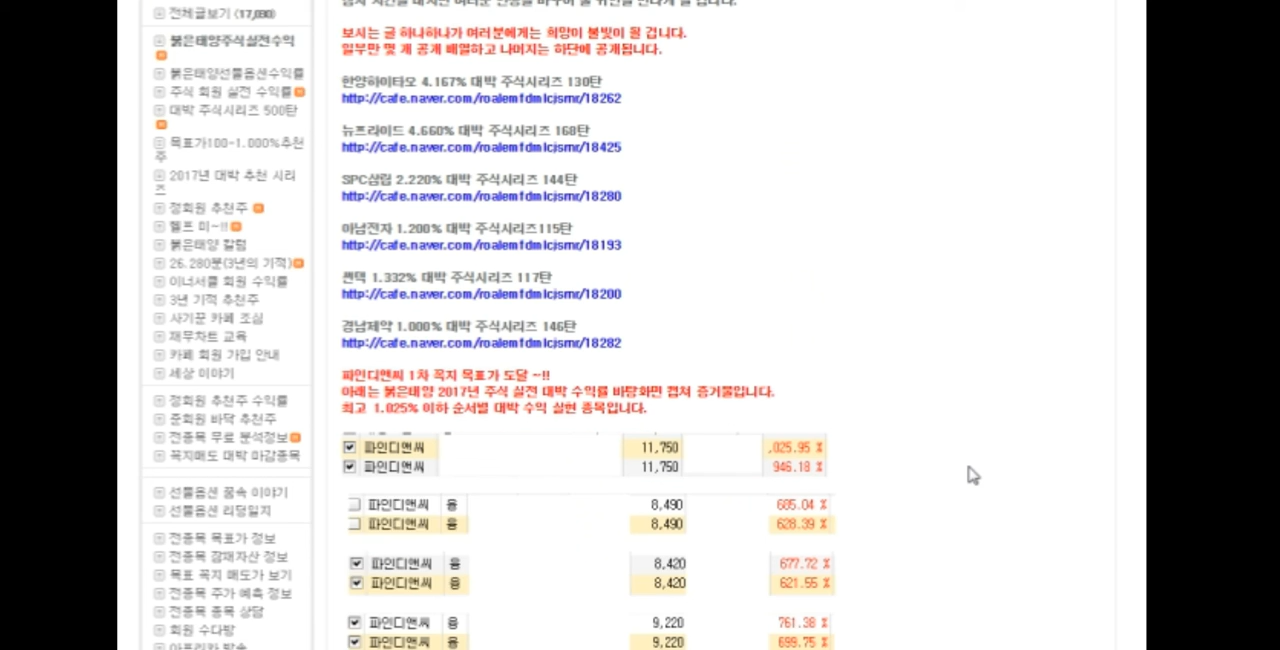 전체글보기 (17,030)
붉은태양주식실전수익
붉은태양선물옵션수익률
주식 회원 실전 수익률
대박 주식시리즈 500탄
목표가100-1.000%추천
주
2017년 대박 추천 시리
즈
정회원 추천주
헬프 미~!!
붉은태양 칼럼
26.280분(3년의 기적)
이너서클 회원 수익률
3년 기적 추천주
사기꾼 카페 조심
재무차트 교육
카페 회원 가입 안내
세상 이야기
정회원 추천주 수익률
준회원 바닥 추천주
전종목 무료 분석정보
꼭지매도 대박 마감종목
선물옵션 꿈속 이야기
선물옵션 리딩일지
전종목 목표가 정보
전종목 잠재자산 정보
목표 꼭지 매도가 보기
전종목 주가 예측 정보
전종목 종목 상담
회원 수다방
아프리카 방송
보시는 글 하나하나가 여러분에게는 희망이 불빛이 될 겁니다.
일부만 몇 개 공개 배열하고 나머지는 하단에 공개됩니다.
한양하이타오 4.167% 대박 주식시리즈 130탄
http://cafe.naver.com/roalemfdmlcjsrnr/18262
뉴프라이드 4.660% 대박 주식시리즈 168탄
http://cafe.naver.com/roalemfdmlcjsrnr/18425
SPC삼립 2.220% 대박 주식시리즈 144탄
http://cafe.naver.com/roalemfdmlcjsrnr/18280
아남전자 1.200% 대박 주식시리즈115탄
http://cafe.naver.com/roalemfdmlcjsrnr/18193
퀀텍 1.332% 대박 주식시리즈 117탄
http://cafe.naver.com/roalemfdmlcjsrnr/18200
경남제약 1.000% 대박 주식시리즈 146탄
http://cafe.naver.com/roalemfdmlcjsrnr/18282
파인디앤씨 1차 꼭지 목표가 도달 ~!!
아래는 붉은태양 2017년 주식 실전 대박 수익률 바탕화면 캡쳐 증거물입니다.
최고 1.025% 이하 순서별 대박 수익 실현 종목입니다.
파인디앤씨 11,750 ,025.95 %
파인디앤씨 11,750 946.18 %
파인디앤씨 융 8,490 685.04 %
파인디앤씨 융 8,490 628.39 %
파인디앤씨 융 8,420 677.72 %
파인디앤씨 융 8,420 621.55 %
파인디앤씨 융 9,220 761.38 %
파인디앤씨 융 9,220 699.75 %